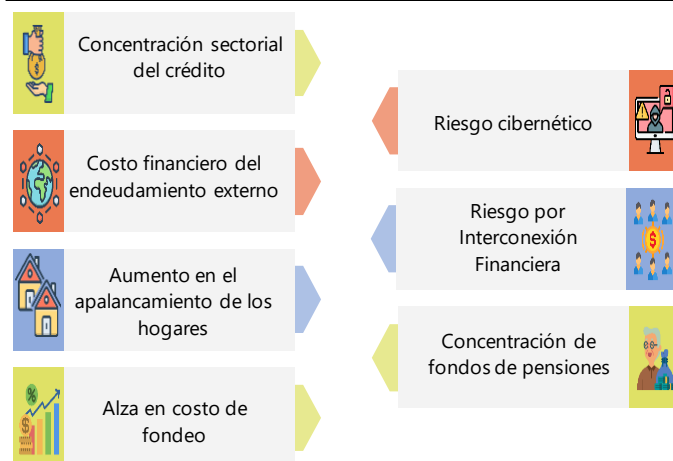 Concentración sectorial
del crédito
Costo financiero del
endeudamiento externo
Aumento en el
apalancamiento de los
hogares
Alza en costo de
fondeo
Riesgo cibernético
Riesgo por
Interconexión
Financiera
Concentración de
fondos de pensiones